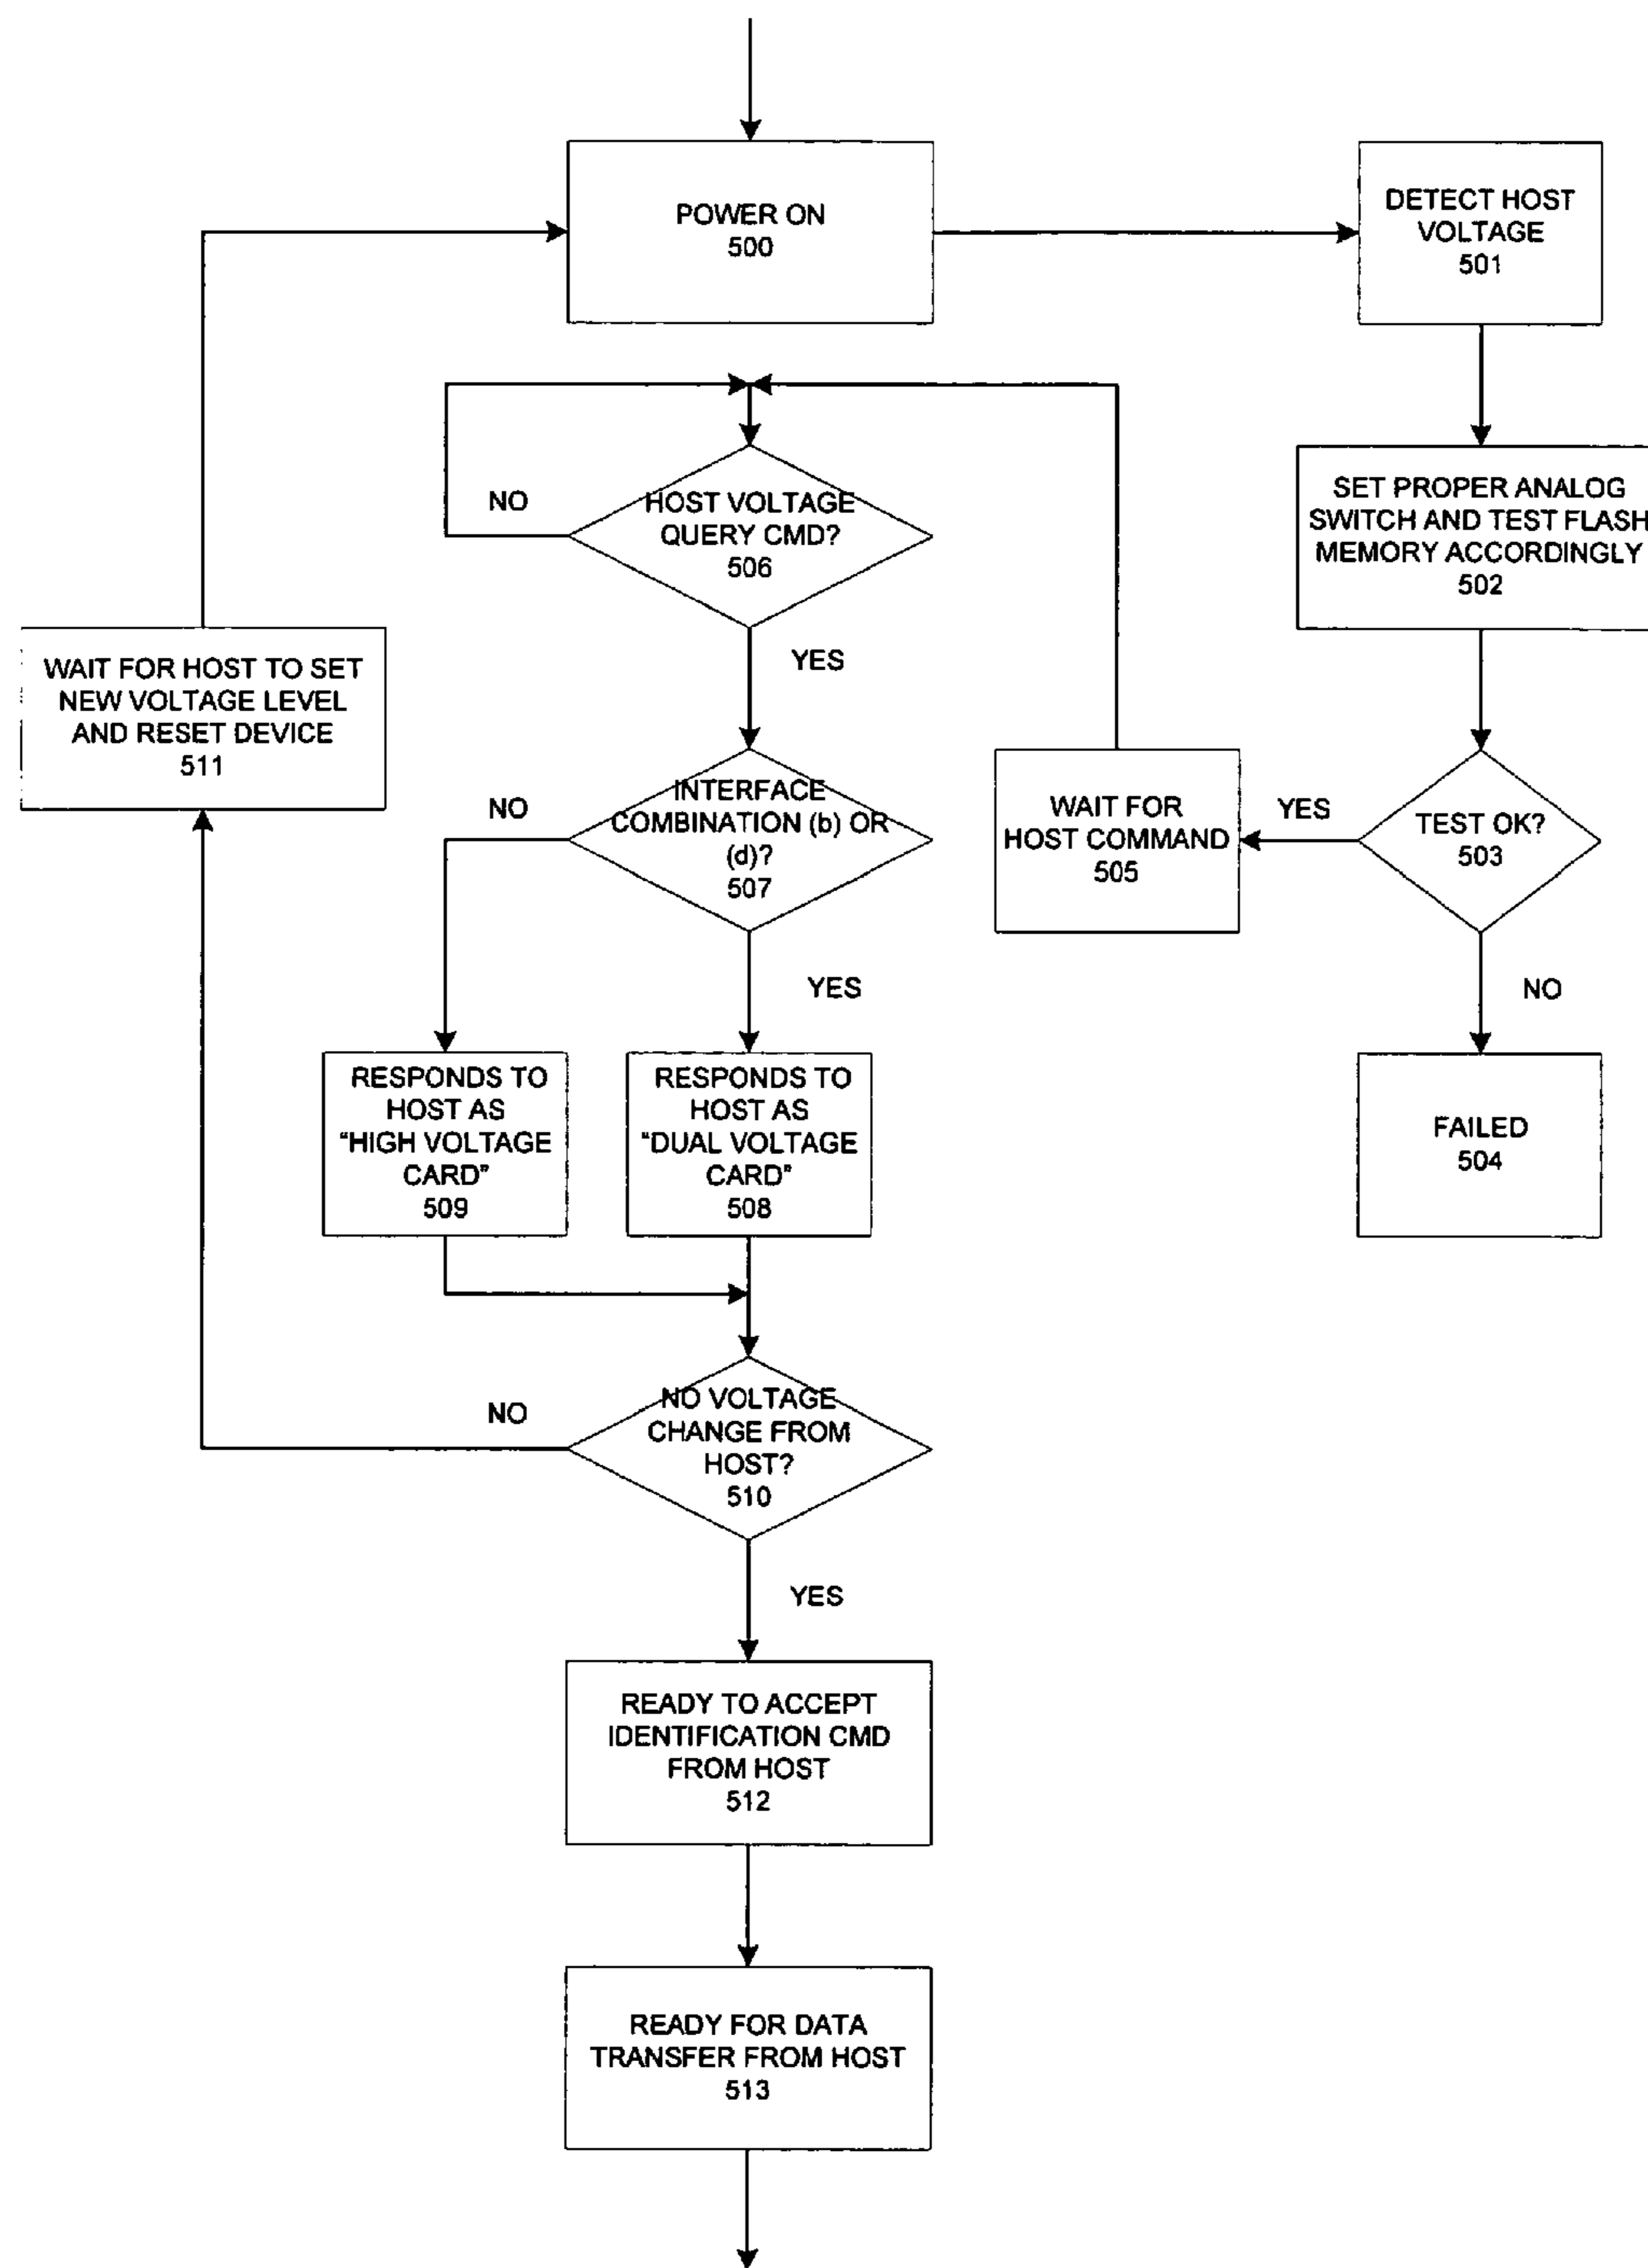 POWER ON
500
DETECT HOST
VOLTAGE
501
NO
HOST VOLTAGE
QUERY CMD?
506
SET PROPER ANALOG
SWITCH AND TEST FLASH
MEMORY ACCORDINGLY
502
YES
WAIT FOR HOST TO SET
NEW VOLTAGE LEVEL
AND RESET DEVICE
511
NO
INTERFACE
COMBINATION (b) OR
(d)?
507
WAIT FOR
HOST COMMAND
505
YES
TEST OK?
503
YES
NO
RESPONDS TO
HOST AS
"HIGH VOLTAGE
CARD"
509
RESPONDS TO
HOST AS
"DUAL VOLTAGE
CARD"
508
FAILED
504
NO
NO VOLTAGE
CHANGE FROM
HOST?
510
YES
READY TO ACCEPT
IDENTIFICATION CMD
FROM HOST
512
READY FOR DATA
TRANSFER FROM HOST
513